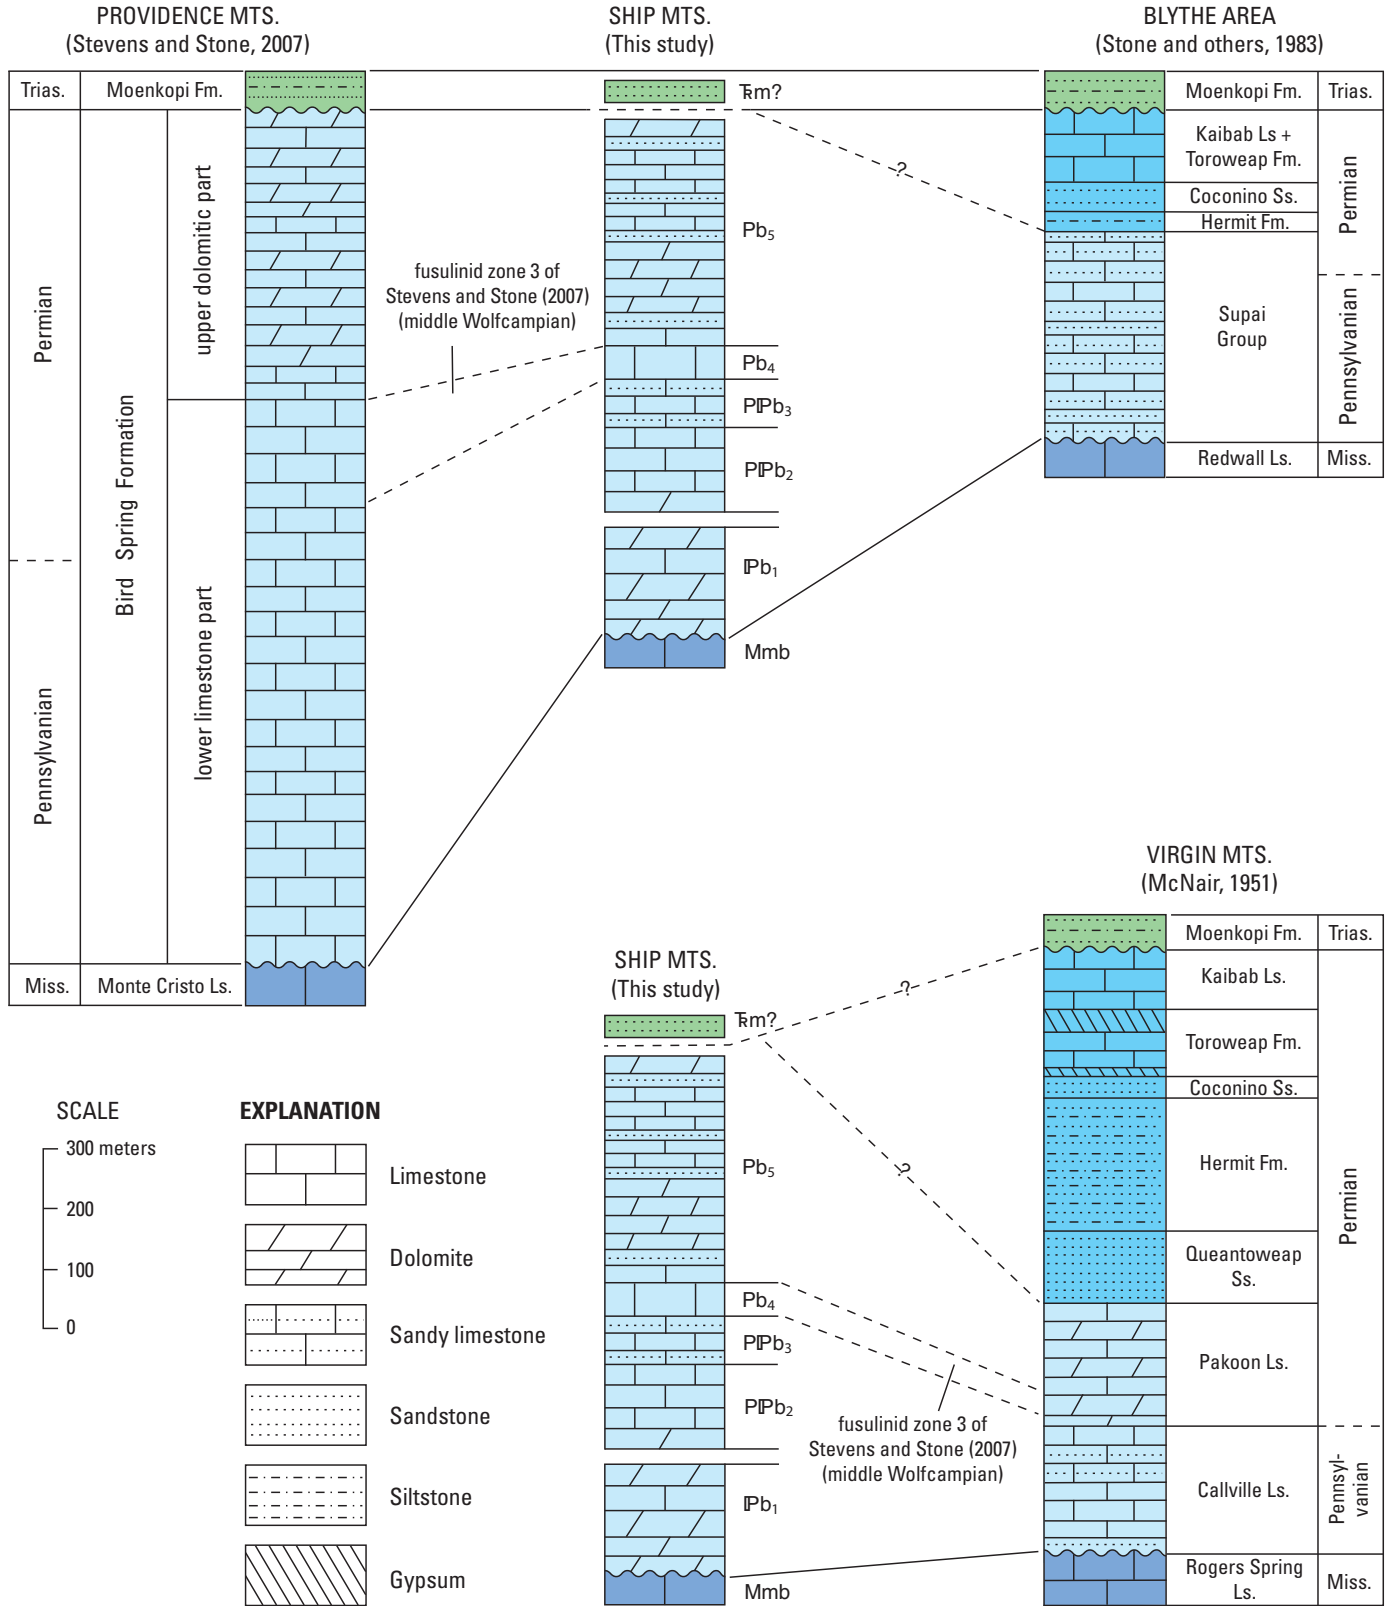 PROVIDENCE MTS.
(Stevens and Stone, 2007)
Trias.
Moenkopi Fm.
Permian
Pennsylvanian
Bird Spring Formation
upper dolomitic part
lower limestone part
Miss.
Monte Cristo Ls.
fusulinid zone 3 of
Stevens and Stone (2007)
(middle Wolfcampian)
SHIP MTS.
(This study)
Ꞧm?
Pb5
Pb4
PIPb3
PIPb2
IPb1
Mmb
?
BLYTHE AREA
(Stone and others, 1983)
Moenkopi Fm.
Trias.
Kaibab Ls +
Toroweap Fm.
Coconino Ss.
Hermit Fm.
Permian
Supai
Group
Pennsylvanian
Redwall Ls.
Miss.
SHIP MTS.
(This study)
Ꞧm?
Pb5
Pb4
PIPb3
PIPb2
IPb1
Mmb
?
?
fusulinid zone 3 of
Stevens and Stone (2007)
(middle Wolfcampian)
VIRGIN MTS.
(McNair, 1951)
Moenkopi Fm.
Trias.
Kaibab Ls.
Toroweap Fm.
Coconino Ss.
Hermit Fm.
Permian
Queantoweap
Ss.
Pakoon Ls.
Callville Ls.
Pennsyl-
vanian
Rogers Spring
Ls.
Miss.
SCALE
300 meters
200
100
0
EXPLANATION
Limestone
Dolomite
Sandy limestone
Sandstone
Siltstone
Gypsum